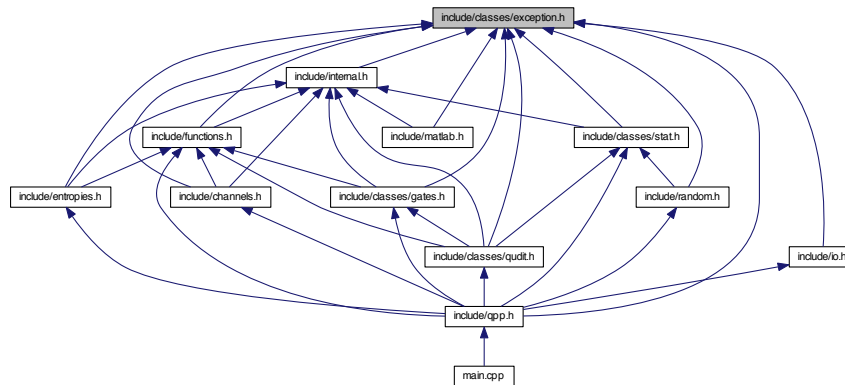 include/classes/exception.h
include/internal.h
include/functions.h
include/matlab.h
include/classes/stat.h
include/entropies.h
include/channels.h
include/classes/gates.h
include/random.h
include/classes/qudit.h
include/io.h
include/qpp.h
main.cpp